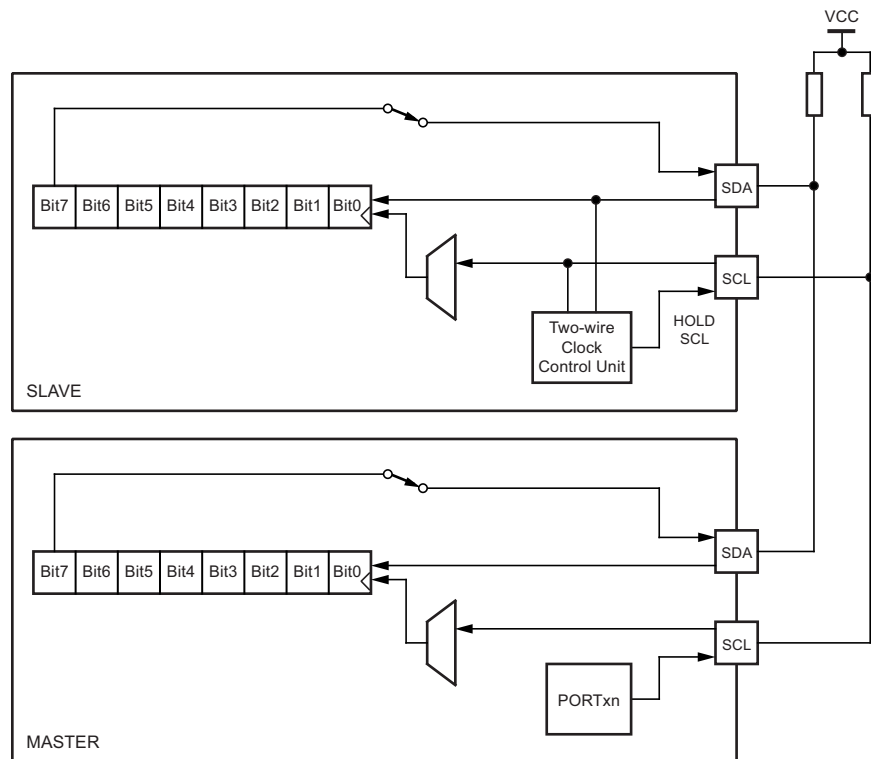 VCC
Bit7 Bit6 Bit5 Bit4 Bit3 Bit2 Bit1 Bit0
SDA
SCL
Two-wire
Clock
Control Unit
HOLD
SCL
SLAVE
Bit7 Bit6 Bit5 Bit4 Bit3 Bit2 Bit1 Bit0
SDA
SCL
PORTxn
MASTER